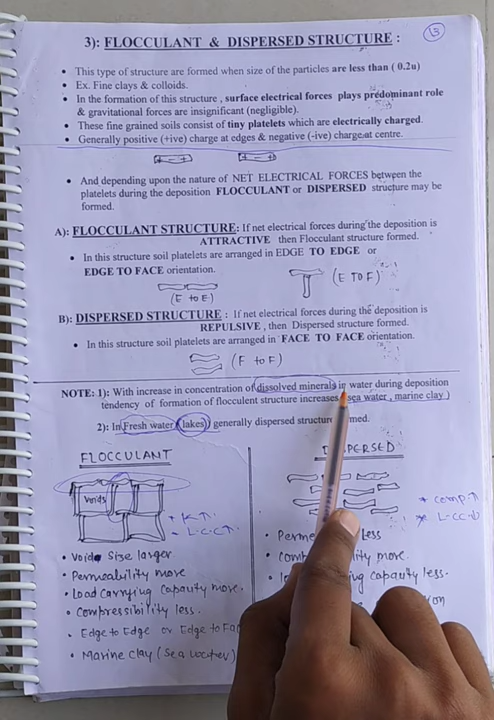 13
3): FLOCCULANT & DISPERSED STRUCTURE :
• This type of structure are formed when size of the particles are less than ( 0.2u)
• Ex. Fine clays & colloids.
• In the formation of this structure , surface electrical forces plays predominant role
& gravitational forces are insignificant (negligible).
• These fine grained soils consist of tiny platelets which are electrically charged.
• Generally positive (+ive) charge at edges & negative (-ive) charge at centre.
+ - +
+ - +
• And depending upon the nature of NET ELECTRICAL FORCES between the
platelets during the deposition FLOCCULANT or DISPERSED structure may be
formed.
A): FLOCCULANT STRUCTURE: If net electrical forces during the deposition is
ATTRACTIVE then Flocculant structure formed.
• In this structure soil platelets are arranged in EDGE TO EDGE or
EDGE TO FACE orientation.
(E to E)
(E TO F)
B): DISPERSED STRUCTURE : If net electrical forces during the deposition is
REPULSIVE , then Dispersed structure formed.
• In this structure soil platelets are arranged in FACE TO FACE orientation.
(F to F)
NOTE: 1): With increase in concentration of dissolved minerals in water during deposition
tendency of formation of flocculent structure increases ( sea water , marine clay )
2): In Fresh water (lakes) generally dispersed structure
FLOCCULANT
Voids
* K↑
* L-C-C↑
• Voids size larger
• Permeability more
• Load carrying capacity more.
• Compressibility less.
• Edge to Edge or Edge to
• Marine clay (Sea water)
DISPERSED
* comp.↑
* L-CC↓
• less
• more.
• capacity less.